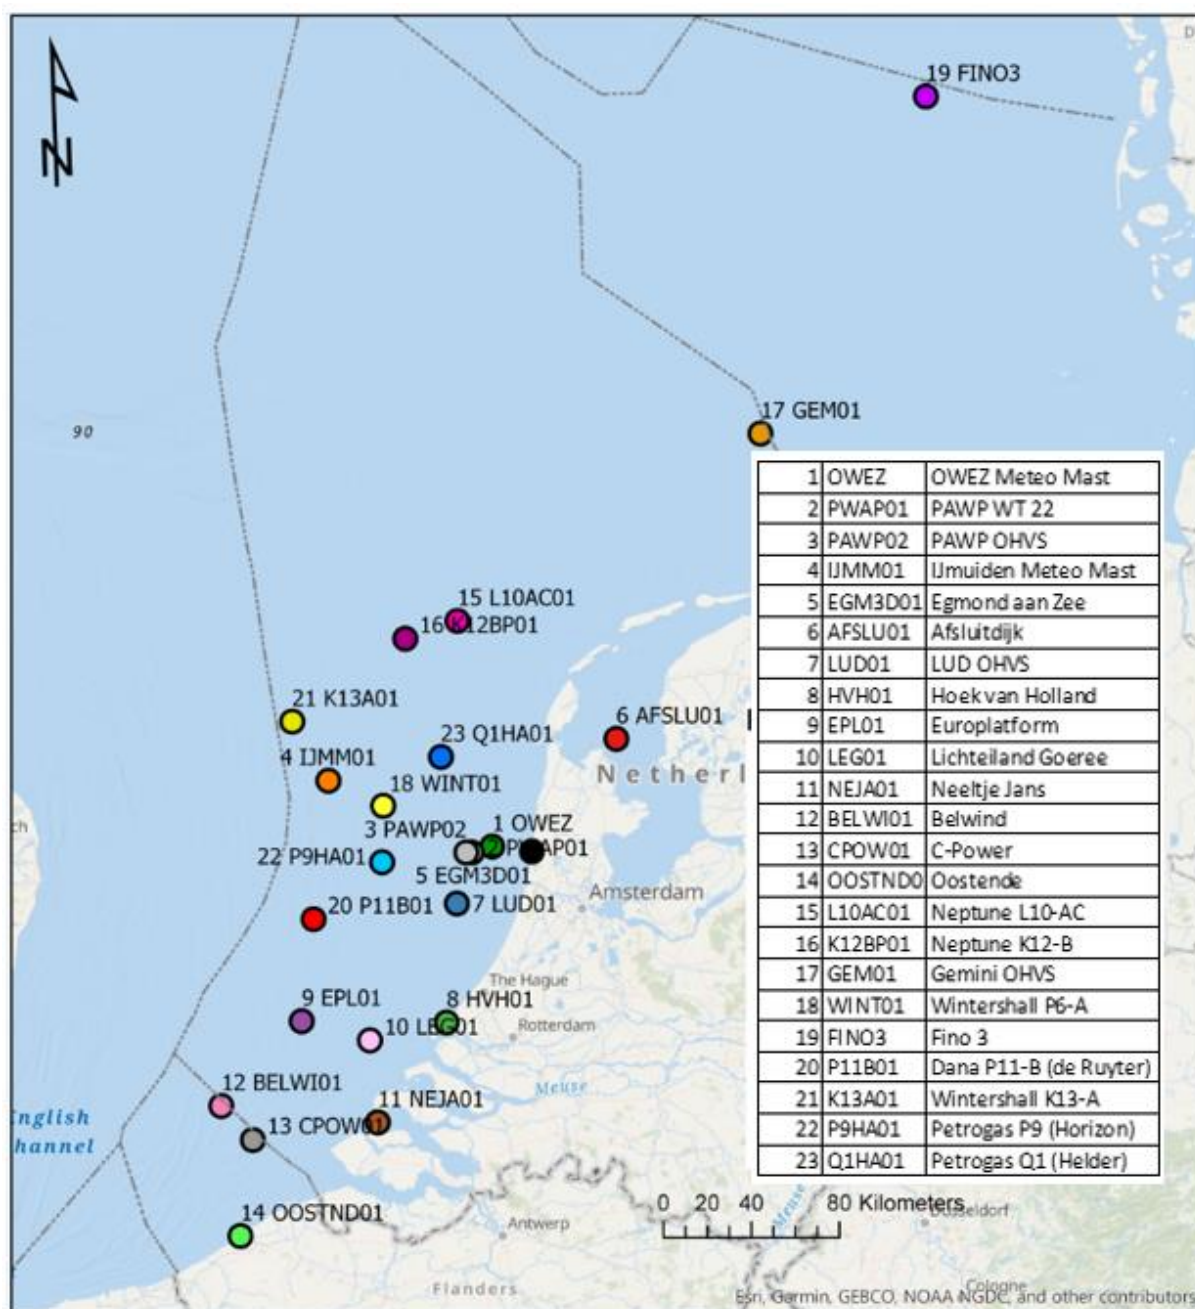 N
19 FINO3
90
17 GEM01
15 L10AC01
16 K12BP01
21 K13A01
6 AFSLU01
23 Q1HA01
4 IJMM01
Netherl
18 WINT01
3 PAWP02
1 OWEZ
2 PWAP01
22 P9HA01
5 EGM3D01
Amsterdam
20 P11B01
7 LUD01
The Hague
9 EPL01
8 HVH01
10 LEG01
Rotterdam
12 BELWI01
Meuse
11 NEJA01
English
Channel
13 CPOW01
14 OOSTND01
Antwerp
Flanders
1 OWEZ OWEZ Meteo Mast
2 PWAP01 PAWP WT 22
3 PAWP02 PAWP OHVS
4 IJMM01 IJmuiden Meteo Mast
5 EGM3D01 Egmond aan Zee
6 AFSLU01 Afsluitdijk
7 LUD01 LUD OHVS
8 HVH01 Hoek van Holland
9 EPL01 Europlatform
10 LEG01 Lichteiland Goeree
11 NEJA01 Neeltje Jans
12 BELWI01 Belwind
13 CPOW01 C-Power
14 OOSTND0 Oostende
15 L10AC01 Neptune L10-AC
16 K12BP01 Neptune K12-B
17 GEM01 Gemini OHVS
18 WINT01 Wintershall P6-A
19 FINO3 Fino 3
20 P11B01 Dana P11-B (de Ruyter)
21 K13A01 Wintershall K13-A
22 P9HA01 Petrogas P9 (Horizon)
23 Q1HA01 Petrogas Q1 (Helder)
0 20 40 80 Kilometers
Meuse
Dusseldorf
Cologne
Esri, Garmin, GEBCO, NOAA NGDC, and other contributors